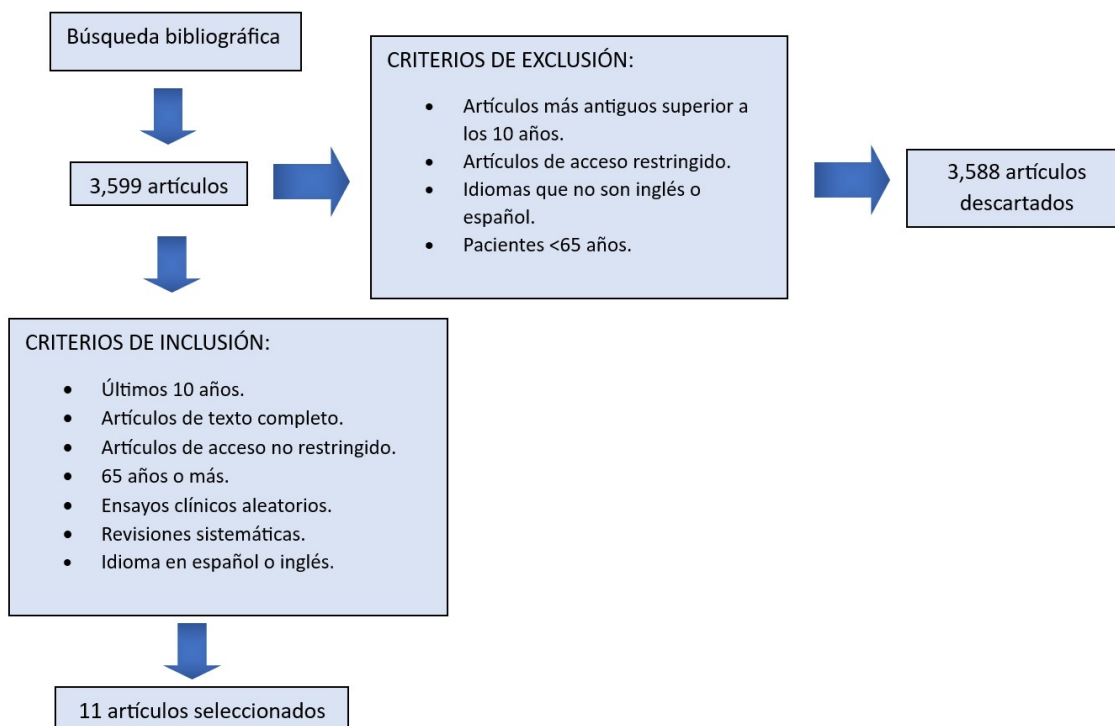 Búsqueda bibliográfica
3,599 artículos
CRITERIOS DE EXCLUSIÓN:
• Artículos más antiguos superior a
los 10 años.
• Artículos de acceso restringido.
• Idiomas que no son inglés o
español.
• Pacientes <65 años.
3,588 artículos
descartados
CRITERIOS DE INCLUSIÓN:
• Últimos 10 años.
• Artículos de texto completo.
• Artículos de acceso no restringido.
• 65 años o más.
• Ensayos clínicos aleatorios.
• Revisiones sistemáticas.
• Idioma en español o inglés.
11 artículos seleccionados